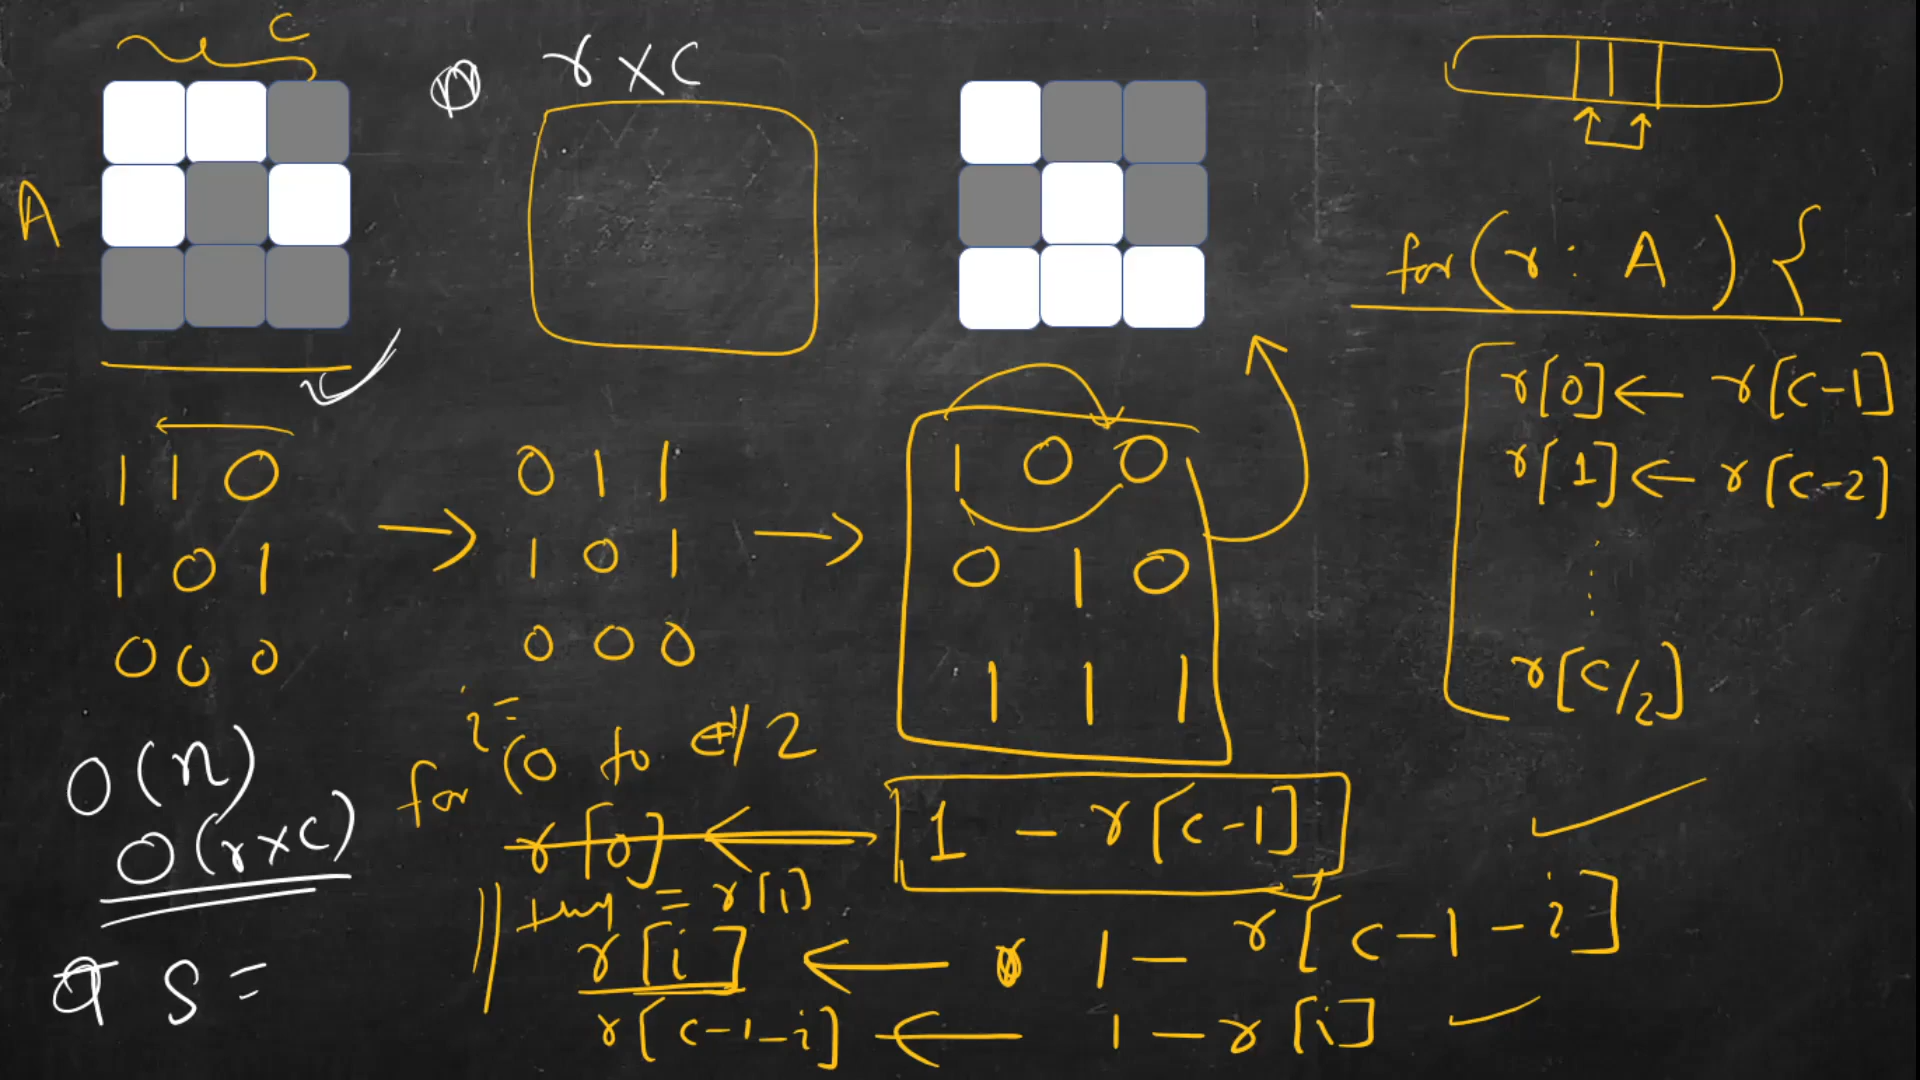 C
r x c
A
for ( r : A ) {
r[0] ← r[c-1]
r[1] ← r[c-2]
⋮
r[c/2]
1 1 0 → 0 1 1 → 1 0 0
1 0 1 1 0 1 0 1 0
0 0 0 0 0 0 1 1 1
i =
for (0 to c/2
r[0] ← 1 - r[c-1]
= r[i]
r[i] ← 1 - r[c-1-i]
r[c-1-i] ← 1 - r[i]
O(n)
O(r x c)
S =